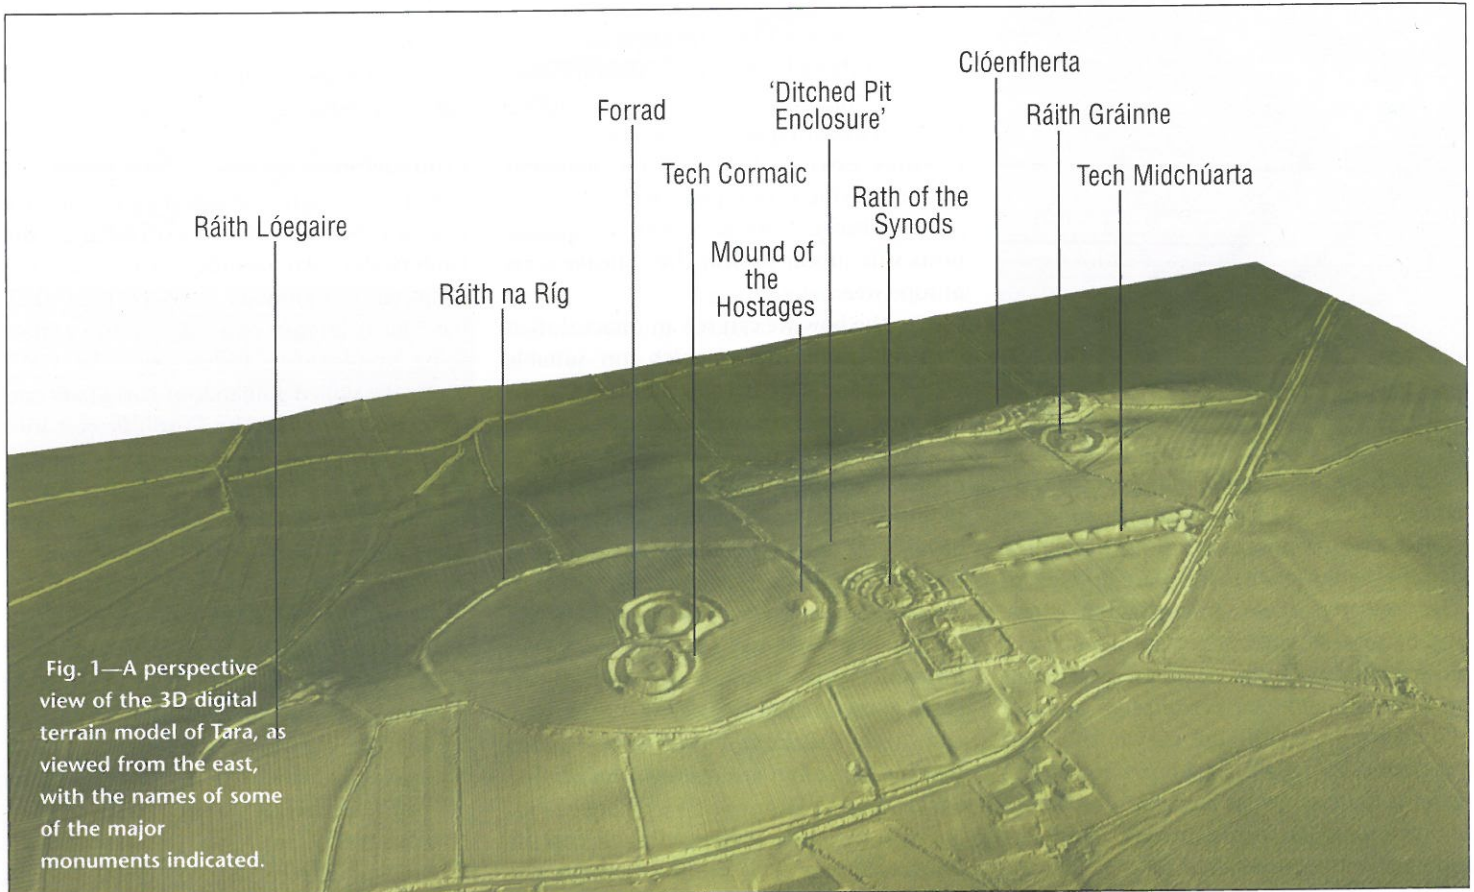 Clóenfherta
'Ditched Pit
Enclosure'
Forrad
Ráith Gráinne
Tech Cormaic
Tech Midchúarta
Rath of the
Synods
Ráith Lóegaire
Mound of
the
Hostages
Ráith na Ríg
Fig. 1—A perspective
view of the 3D digital
terrain model of Tara, as
viewed from the east,
with the names of some
of the major
monuments indicated.